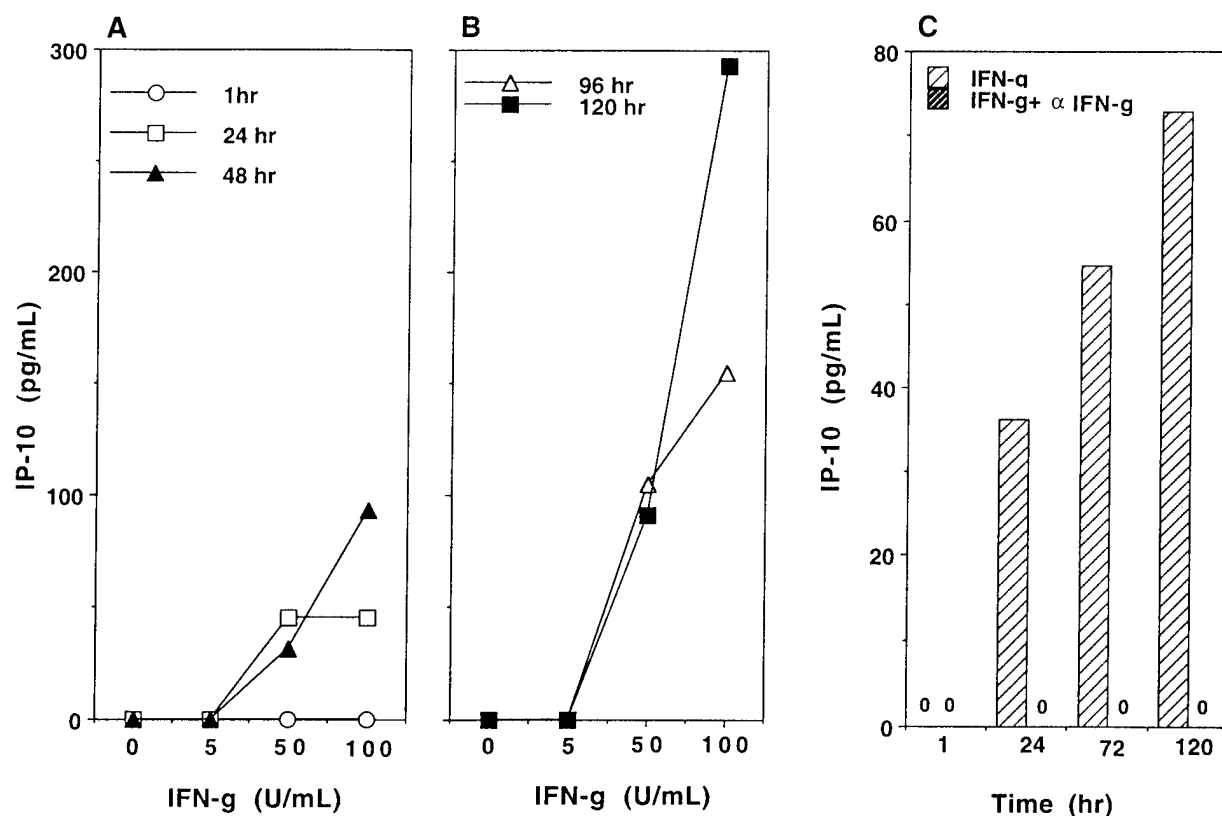 A
300
200
100
0
IP-10 (pg/mL)
1hr
24 hr
48 hr
0 5 50 100
IFN-g (U/mL)
B
96 hr
120 hr
0 5 50 100
IFN-g (U/mL)
C
80
60
40
20
0
IP-10 (pg/mL)
IFN-g
IFN-g+ α IFN-g
0 0 0 0 0
1 24 72 120
Time (hr)